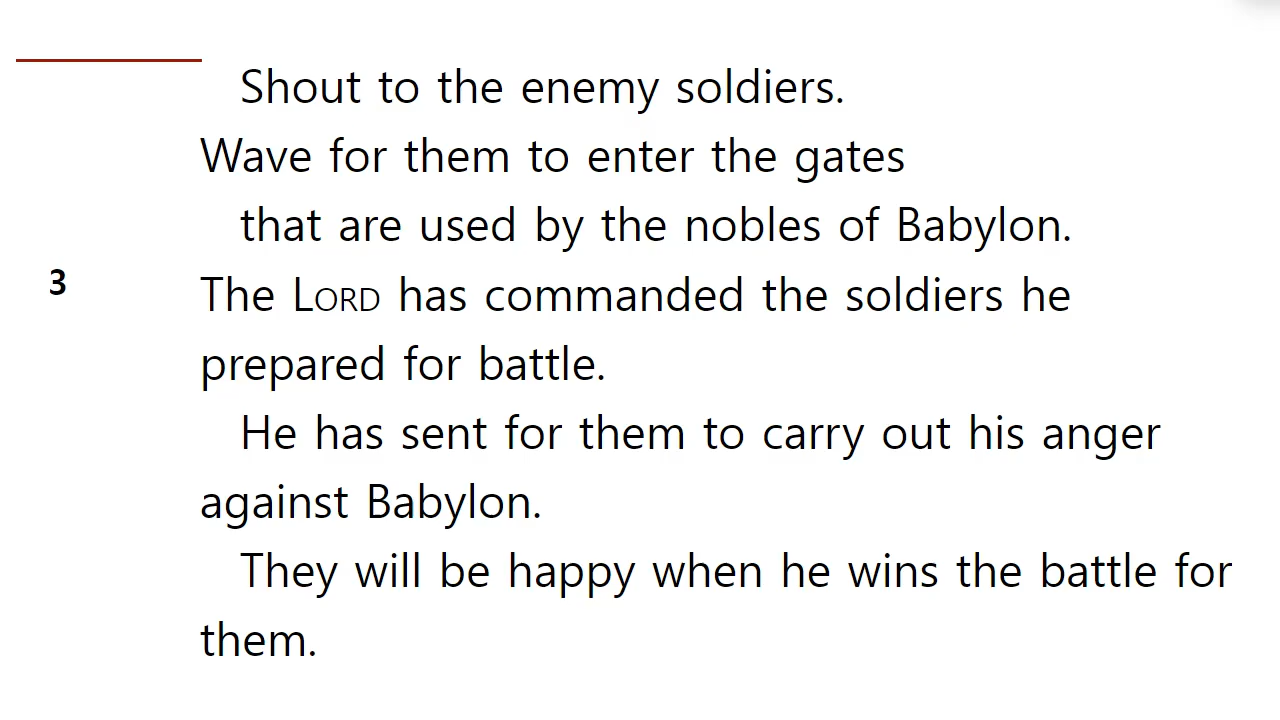 Shout to the enemy soldiers.
Wave for them to enter the gates
that are used by the nobles of Babylon.
3 The LORD has commanded the soldiers he
prepared for battle.
He has sent for them to carry out his anger
against Babylon.
They will be happy when he wins the battle for
them.